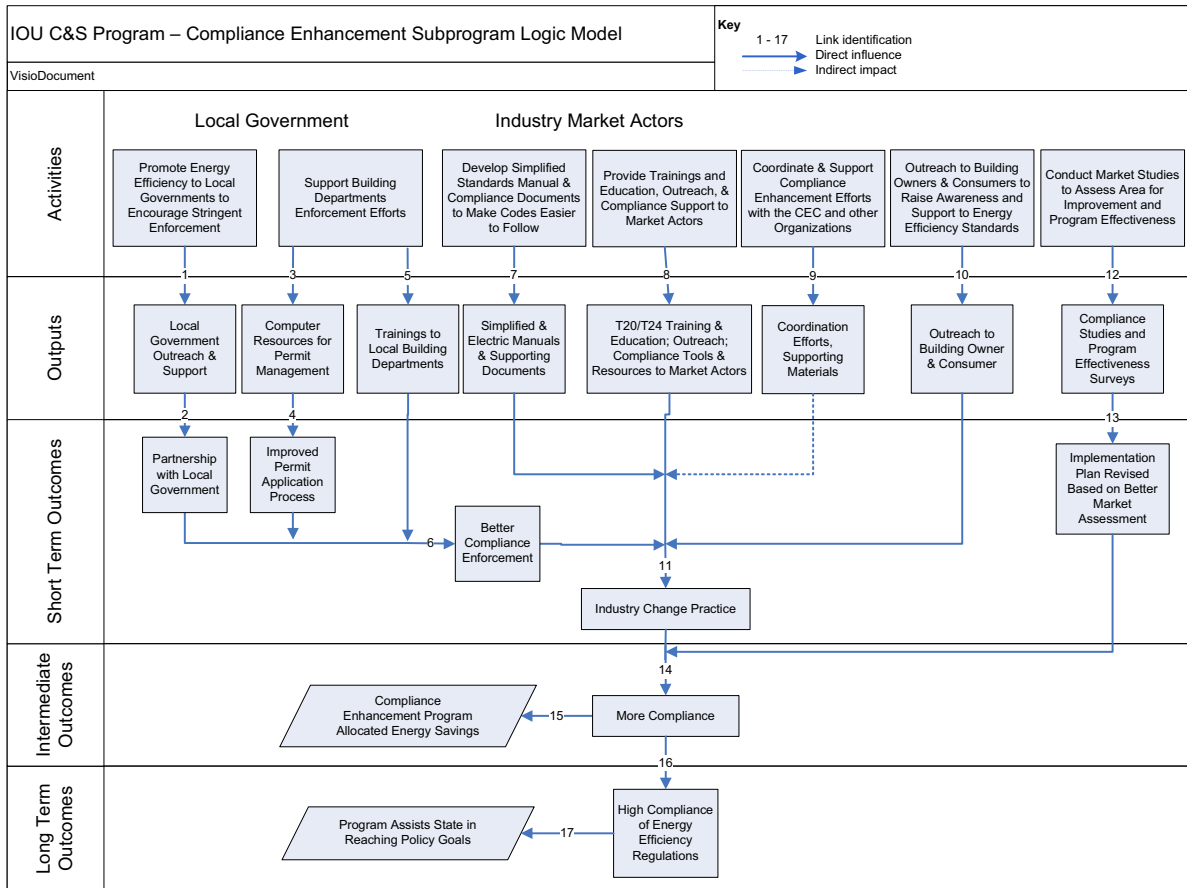 IOU C&S Program – Compliance Enhancement Subprogram Logic Model
VisioDocument
Key
1 - 17
Link identification
Direct influence
Indirect impact
Activities
Local Government
Industry Market Actors
Promote Energy
Efficiency to Local
Governments to
Encourage Stringent
Enforcement
Support Building
Departments
Enforcement Efforts
Develop Simplified
Standards Manual &
Compliance Documents
to Make Codes Easier
to Follow
Provide Trainings and
Education, Outreach, &
Compliance Support to
Market Actors
Coordinate & Support
Compliance
Enhancement Efforts
with the CEC and other
Organizations
Outreach to Building
Owners & Consumers to
Raise Awareness and
Support to Energy
Efficiency Standards
Conduct Market Studies
to Assess Area for
Improvement and
Program Effectiveness
1
3
5
7
8
9
10
12
Outputs
Local
Government
Outreach &
Support
Computer
Resources for
Permit
Management
Trainings to
Local Building
Departments
Simplified &
Electric Manuals
& Supporting
Documents
T20/T24 Training &
Education; Outreach;
Compliance Tools &
Resources to Market Actors
Coordination
Efforts,
Supporting
Materials
Outreach to
Building Owner
& Consumer
Compliance
Studies and
Program
Effectiveness
Surveys
2
4
13
Short Term Outcomes
Partnership
with Local
Government
Improved
Permit
Application
Process
Implementation
Plan Revised
Based on Better
Market
Assessment
6
Better
Compliance
Enforcement
11
Industry Change Practice
Intermediate
Outcomes
14
Compliance
Enhancement Program
Allocated Energy Savings
15
More Compliance
16
Long Term
Outcomes
Program Assists State in
Reaching Policy Goals
17
High Compliance
of Energy
Efficiency
Regulations